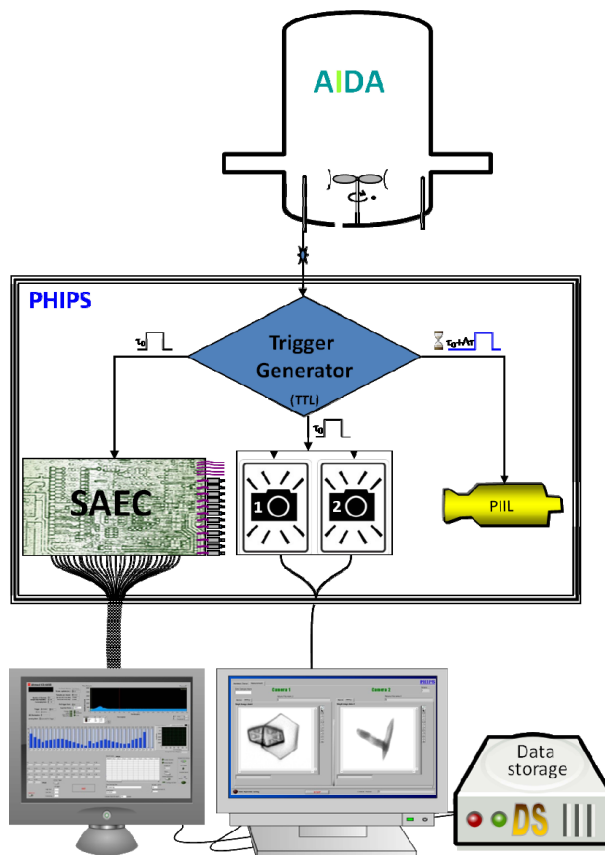 AIDA
PHIPS
τ0
Trigger
Generator
(TTL)
τ0+Δτ
τ0
SAEC
1
2
PIIL
PHIPS
Camera 1
Camera 2
Data
storage
DS